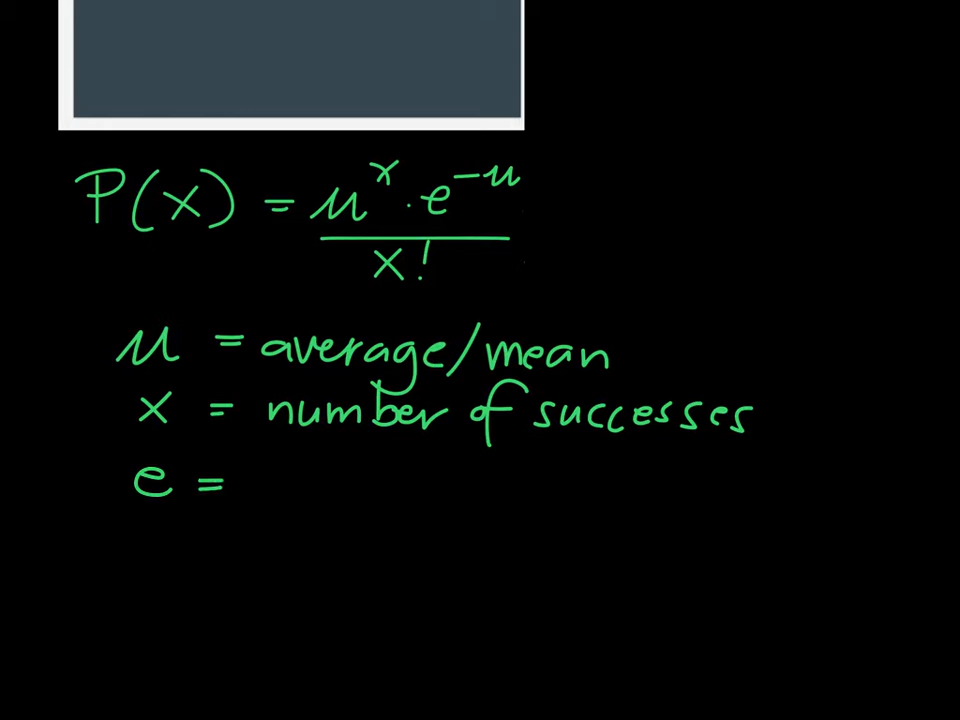 P(x) = μ^x · e^-μ
x!
μ = average/mean
x = number of successes
e =